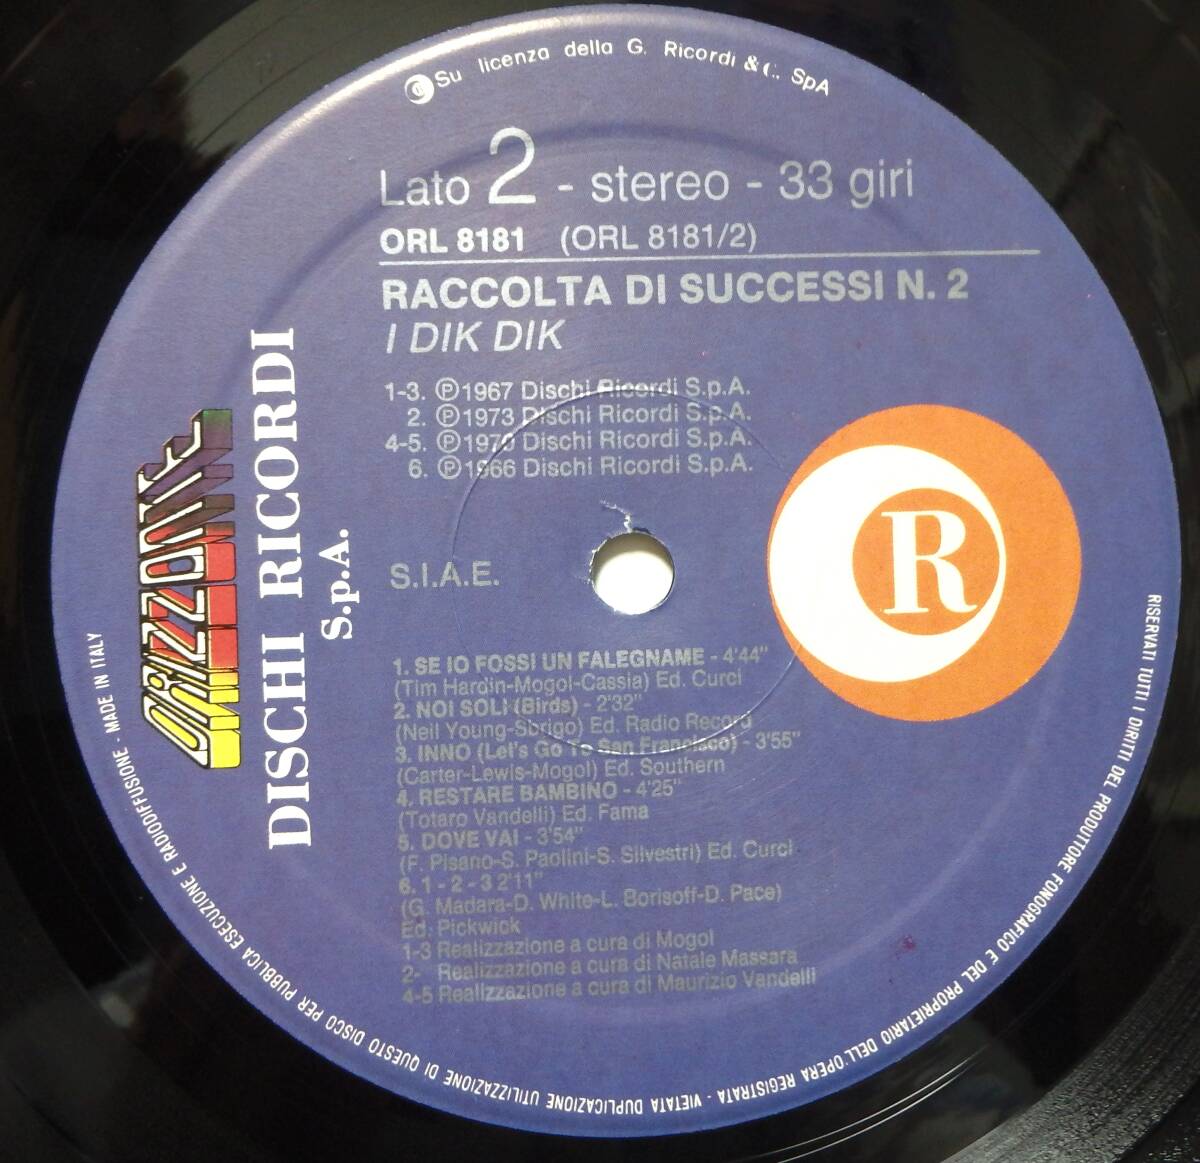 Su licenza della G. Ricordi & C. SpA
Lato 2 - stereo - 33 giri
ORL 8181 (ORL 8181/2)
RACCOLTA DI SUCCESSI N. 2
I DIK DIK
1-3. ℗1967 Dischi Ricordi S.p.A.
2. ℗1973 Dischi Ricordi S.p.A.
4-5. ℗1970 Dischi Ricordi S.p.A.
6. ℗1966 Dischi Ricordi S.p.A.
S.I.A.E.
R
Orizzonte
DISCHI RICORDI
S.p.A.
1. SE IO FOSSI UN FALEGNAME - 4'44"
(Tim Hardin-Mogol-Cassia) Ed. Curci
2. NOI SOLI (Birds) - 2'32"
(Neil Young-Sbrigo) Ed. Radio Record
3. INNO (Let's Go To San Francisco) - 3'55"
(Carter-Lewis-Mogol) Ed. Southern
4. RESTARE BAMBINO - 4'25"
(Totaro Vandelli) Ed. Fama
5. DOVE VAI - 3'54"
(F. Pisano-S. Paolini-S. Silvestri) Ed. Curci
6. 1 - 2 - 3 2'11"
(G. Madara-D. White-L. Borisoff-D. Pace)
Ed. Pickwick
1-3 Realizzazione a cura di Mogol
2- Realizzazione a cura di Natale Massara
4-5 Realizzazione a cura di Maurizio Vandelli
RISERVATI TUTTI I DIRITTI DEL PRODUTTORE FONOGRAFICO E DEL PROPRIETARIO DELL'OPERA REGISTRATA - VIETATA DUPLICAZIONE UTILIZZAZIONE DI QUESTO DISCO PER PUBBLICA ESECUZIONE E RADIODIFFUSIONE - MADE IN ITALY